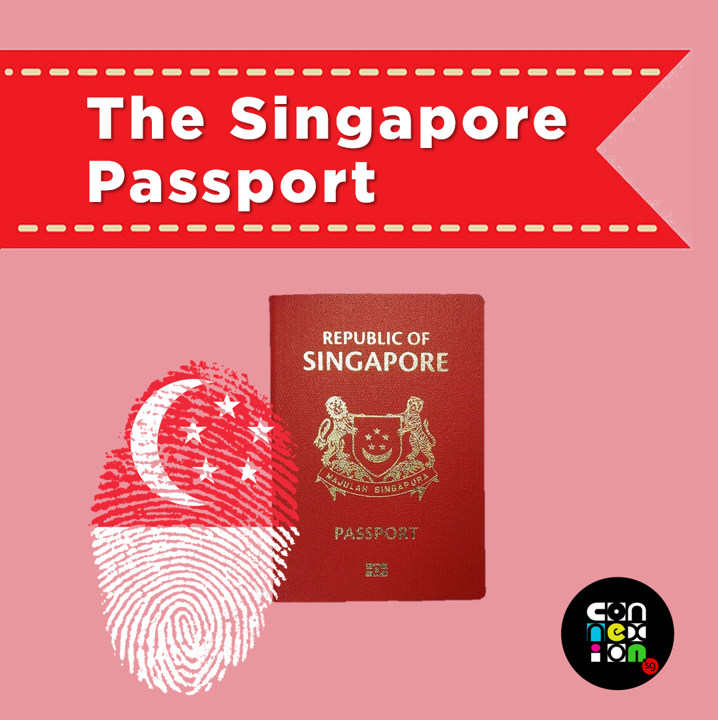 The Singapore
Passport
REPUBLIC OF
SINGAPORE
MAJULAH SINGAPURA
PASSPORT
con
nex
ion
sg